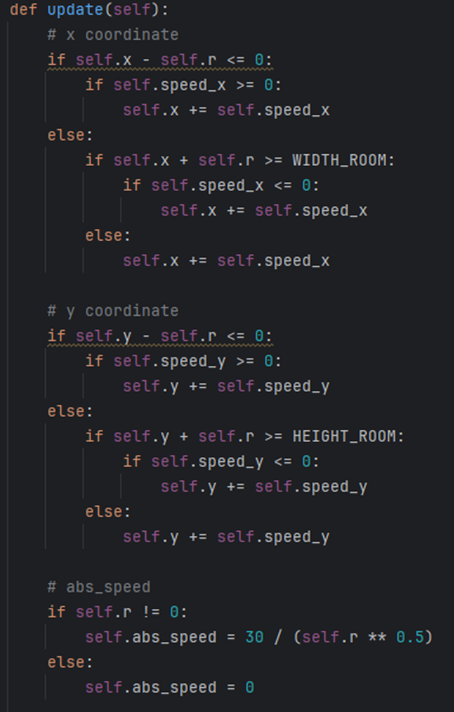 def update(self):
    # x coordinate
    if self.x - self.r <= 0:
        if self.speed_x >= 0:
            self.x += self.speed_x
    else:
        if self.x + self.r >= WIDTH_ROOM:
            if self.speed_x <= 0:
                self.x += self.speed_x
        else:
            self.x += self.speed_x

    # y coordinate
    if self.y - self.r <= 0:
        if self.speed_y >= 0:
            self.y += self.speed_y
    else:
        if self.y + self.r >= HEIGHT_ROOM:
            if self.speed_y <= 0:
                self.y += self.speed_y
        else:
            self.y += self.speed_y

    # abs_speed
    if self.r != 0:
        self.abs_speed = 30 / (self.r ** 0.5)
    else:
        self.abs_speed = 0